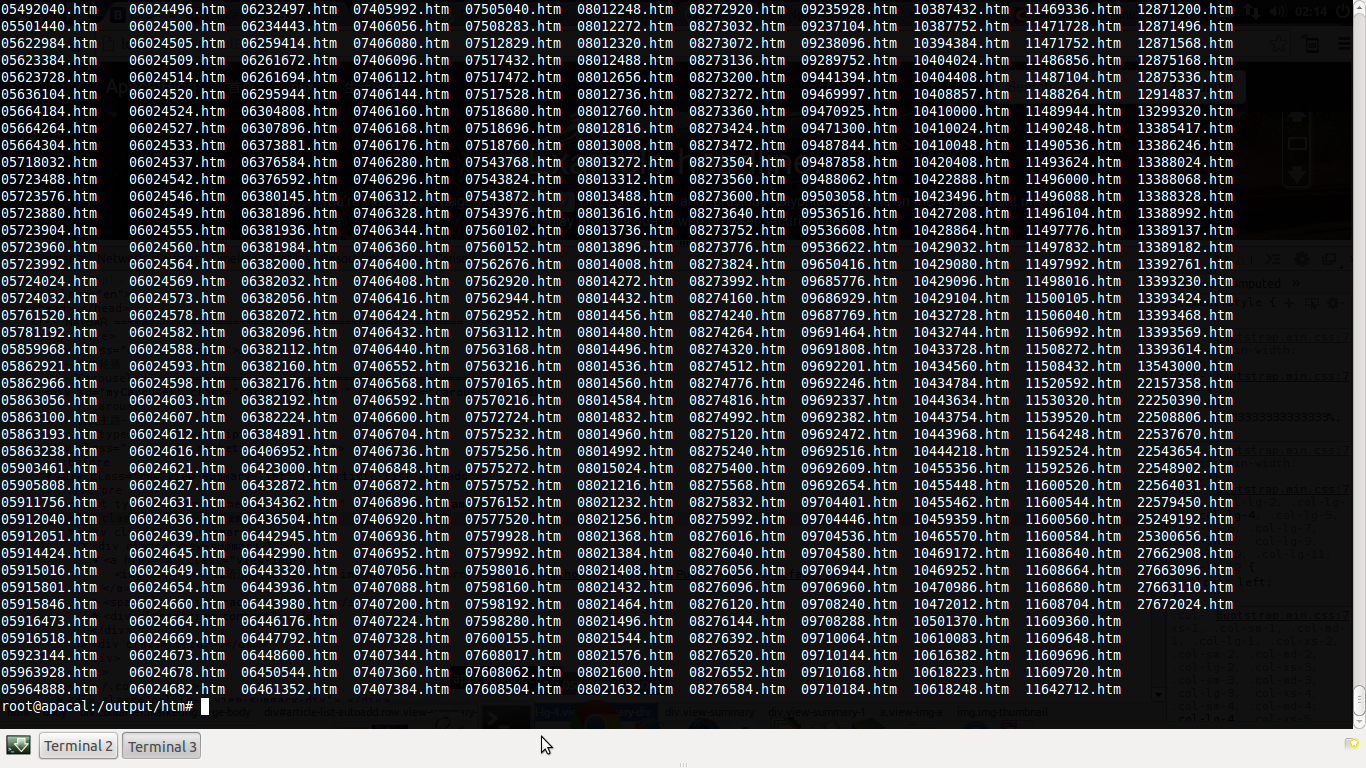 05492040.htm 06024496.htm 06232497.htm 07405992.htm 07505040.htm 08012248.htm 08272920.htm 09235928.htm 10387432.htm 11469336.htm 12871200.htm
05501440.htm 06024500.htm 06234443.htm 07406056.htm 07508283.htm 08012272.htm 08273032.htm 09237104.htm 10387752.htm 11471728.htm 12871496.htm
05622984.htm 06024505.htm 06259414.htm 07406080.htm 07512829.htm 08012320.htm 08273072.htm 09238096.htm 10394384.htm 11471752.htm 12871568.htm
05623384.htm 06024509.htm 06261672.htm 07406096.htm 07517432.htm 08012488.htm 08273136.htm 09289752.htm 10404024.htm 11486856.htm 12875168.htm
05623728.htm 06024514.htm 06261694.htm 07406112.htm 07517472.htm 08012656.htm 08273200.htm 09441394.htm 10404408.htm 11487104.htm 12875336.htm
05636104.htm 06024520.htm 06295944.htm 07406144.htm 07517528.htm 08012736.htm 08273272.htm 09469997.htm 10408857.htm 11488264.htm 12914837.htm
05664184.htm 06024524.htm 06304808.htm 07406160.htm 07518680.htm 08012760.htm 08273360.htm 09470925.htm 10410000.htm 11489944.htm 13299320.htm
05664264.htm 06024527.htm 06307896.htm 07406168.htm 07518696.htm 08012816.htm 08273424.htm 09471300.htm 10410024.htm 11490248.htm 13385417.htm
05664304.htm 06024533.htm 06373881.htm 07406176.htm 07518760.htm 08013008.htm 08273472.htm 09487844.htm 10410048.htm 11490536.htm 13386246.htm
05718032.htm 06024537.htm 06376584.htm 07406280.htm 07543768.htm 08013272.htm 08273504.htm 09487858.htm 10420408.htm 11493624.htm 13388024.htm
05723488.htm 06024542.htm 06376592.htm 07406296.htm 07543824.htm 08013312.htm 08273560.htm 09488062.htm 10422888.htm 11496000.htm 13388068.htm
05723576.htm 06024546.htm 06380145.htm 07406312.htm 07543872.htm 08013488.htm 08273600.htm 09503058.htm 10423496.htm 11496088.htm 13388328.htm
05723880.htm 06024549.htm 06381896.htm 07406328.htm 07543976.htm 08013616.htm 08273640.htm 09536516.htm 10427208.htm 11496104.htm 13388992.htm
05723904.htm 06024555.htm 06381936.htm 07406344.htm 07560102.htm 08013736.htm 08273752.htm 09536608.htm 10428864.htm 11497776.htm 13389137.htm
05723960.htm 06024560.htm 06381984.htm 07406360.htm 07560152.htm 08013896.htm 08273776.htm 09536622.htm 10429032.htm 11497832.htm 13389182.htm
05723992.htm 06024564.htm 06382000.htm 07406400.htm 07562676.htm 08014008.htm 08273824.htm 09650416.htm 10429080.htm 11497992.htm 13392761.htm
05724024.htm 06024569.htm 06382032.htm 07406408.htm 07562920.htm 08014272.htm 08273992.htm 09685776.htm 10429096.htm 11498016.htm 13393230.htm
05724032.htm 06024573.htm 06382056.htm 07406416.htm 07562944.htm 08014432.htm 08274160.htm 09686929.htm 10429104.htm 11500105.htm 13393424.htm
05761520.htm 06024578.htm 06382072.htm 07406424.htm 07562952.htm 08014456.htm 08274240.htm 09687769.htm 10432728.htm 11506040.htm 13393468.htm
05781192.htm 06024582.htm 06382096.htm 07406432.htm 07563112.htm 08014480.htm 08274264.htm 09691464.htm 10432744.htm 11506992.htm 13393569.htm
05859968.htm 06024588.htm 06382112.htm 07406440.htm 07563168.htm 08014496.htm 08274320.htm 09691808.htm 10433728.htm 11508272.htm 13393614.htm
05862921.htm 06024593.htm 06382160.htm 07406552.htm 07563216.htm 08014536.htm 08274512.htm 09692201.htm 10434560.htm 11508432.htm 13543000.htm
05862966.htm 06024598.htm 06382176.htm 07406568.htm 07570165.htm 08014560.htm 08274776.htm 09692246.htm 10434784.htm 11520592.htm 22157358.htm
05863056.htm 06024603.htm 06382192.htm 07406592.htm 07570216.htm 08014584.htm 08274816.htm 09692337.htm 10443634.htm 11530320.htm 22250390.htm
05863100.htm 06024607.htm 06382224.htm 07406600.htm 07572724.htm 08014832.htm 08274992.htm 09692382.htm 10443754.htm 11539520.htm 22508806.htm
05863193.htm 06024612.htm 06384891.htm 07406704.htm 07575232.htm 08014960.htm 08275120.htm 09692472.htm 10443968.htm 11564248.htm 22537670.htm
05863238.htm 06024616.htm 06406952.htm 07406736.htm 07575256.htm 08014992.htm 08275240.htm 09692516.htm 10444218.htm 11592524.htm 22543654.htm
05903461.htm 06024621.htm 06423000.htm 07406848.htm 07575272.htm 08015024.htm 08275400.htm 09692609.htm 10455356.htm 11592526.htm 22548902.htm
05905808.htm 06024627.htm 06432872.htm 07406872.htm 07575752.htm 08021216.htm 08275568.htm 09692654.htm 10455448.htm 11600520.htm 22564031.htm
05911756.htm 06024631.htm 06434362.htm 07406896.htm 07576152.htm 08021232.htm 08275832.htm 09704401.htm 10455462.htm 11600544.htm 22579450.htm
05912040.htm 06024636.htm 06436504.htm 07406920.htm 07577520.htm 08021256.htm 08275992.htm 09704446.htm 10459359.htm 11600560.htm 25249192.htm
05912051.htm 06024639.htm 06442945.htm 07406936.htm 07579928.htm 08021368.htm 08276016.htm 09704536.htm 10465570.htm 11600584.htm 25300656.htm
05914424.htm 06024645.htm 06442990.htm 07406952.htm 07579992.htm 08021384.htm 08276040.htm 09704580.htm 10469172.htm 11608640.htm 27662908.htm
05915016.htm 06024649.htm 06443320.htm 07407056.htm 07598016.htm 08021408.htm 08276056.htm 09706944.htm 10469252.htm 11608664.htm 27663096.htm
05915801.htm 06024654.htm 06443936.htm 07407088.htm 07598160.htm 08021432.htm 08276096.htm 09706960.htm 10470986.htm 11608680.htm 27663110.htm
05915846.htm 06024660.htm 06443980.htm 07407200.htm 07598192.htm 08021464.htm 08276120.htm 09708240.htm 10472012.htm 11608704.htm 27672024.htm
05916473.htm 06024664.htm 06446176.htm 07407224.htm 07598280.htm 08021496.htm 08276144.htm 09708288.htm 10501370.htm 11609360.htm
05916518.htm 06024669.htm 06447792.htm 07407328.htm 07600155.htm 08021544.htm 08276392.htm 09710064.htm 10610083.htm 11609648.htm
05923144.htm 06024673.htm 06448600.htm 07407344.htm 07608017.htm 08021576.htm 08276520.htm 09710144.htm 10616382.htm 11609696.htm
05963928.htm 06024678.htm 06450544.htm 07407360.htm 07608062.htm 08021600.htm 08276552.htm 09710168.htm 10618223.htm 11609720.htm
05964888.htm 06024682.htm 06461352.htm 07407384.htm 07608504.htm 08021632.htm 08276584.htm 09710184.htm 10618248.htm 11642712.htm
root@apacal:/output/htm#
Terminal 2 Terminal 3